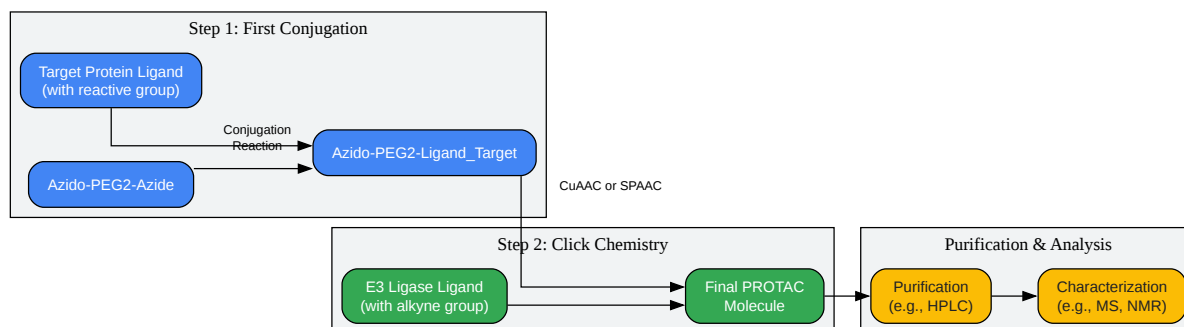 Step 1: First Conjugation
Target Protein Ligand
(with reactive group)
Conjugation
Reaction
Azido-PEG2-Ligand_Target
Azido-PEG2-Azide
CuAAC or SPAAC
Step 2: Click Chemistry
E3 Ligase Ligand
(with alkyne group)
Final PROTAC
Molecule
Purification & Analysis
Purification
(e.g., HPLC)
Characterization
(e.g., MS, NMR)